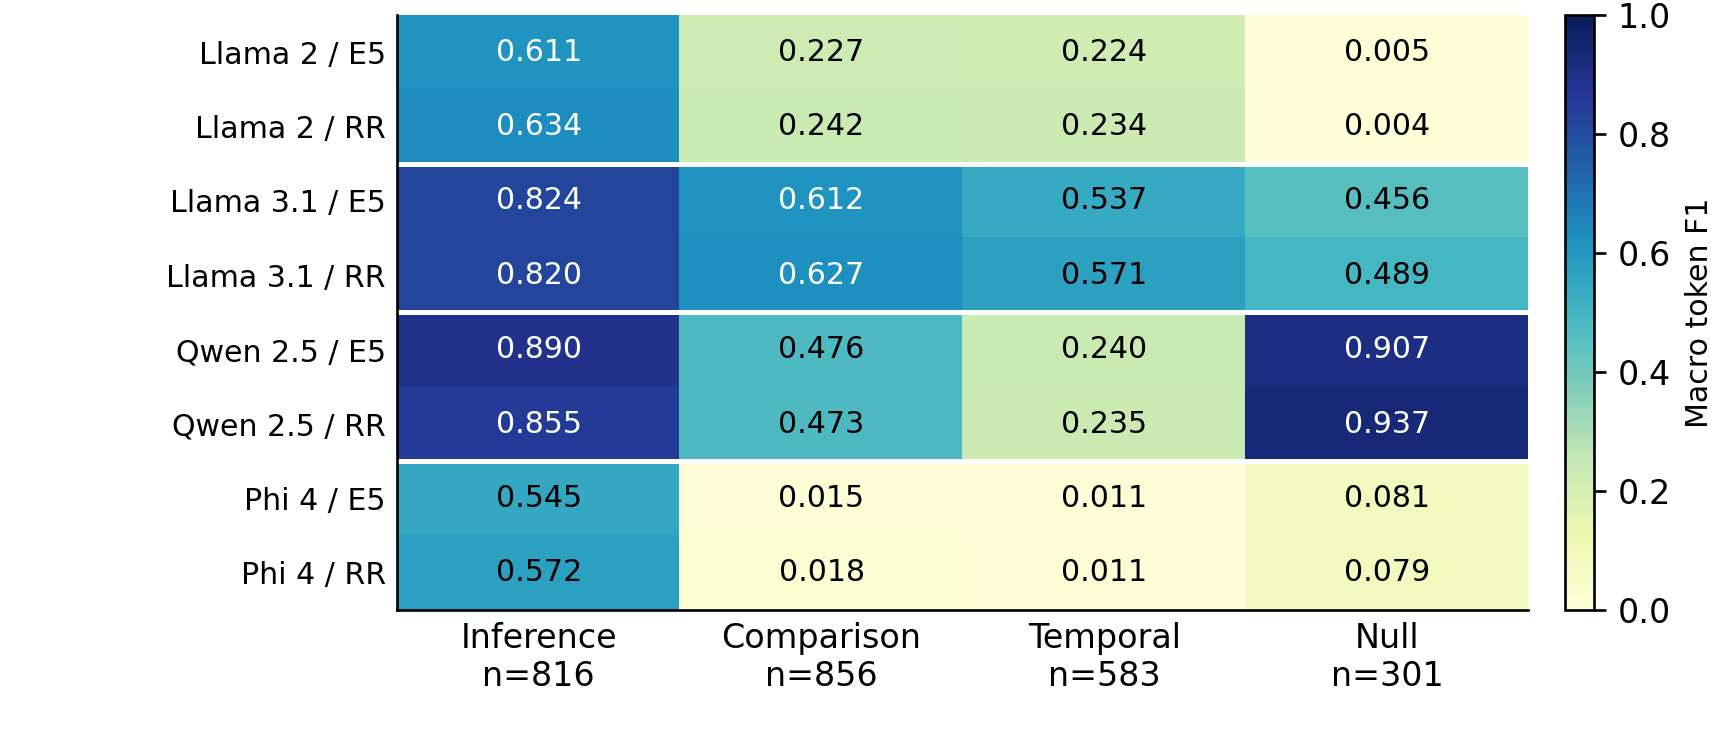 Llama 2 / E5 0.611 0.227 0.224 0.005
Llama 2 / RR 0.634 0.242 0.234 0.004
Llama 3.1 / E5 0.824 0.612 0.537 0.456
Llama 3.1 / RR 0.820 0.627 0.571 0.489
Qwen 2.5 / E5 0.890 0.476 0.240 0.907
Qwen 2.5 / RR 0.855 0.473 0.235 0.937
Phi 4 / E5 0.545 0.015 0.011 0.081
Phi 4 / RR 0.572 0.018 0.011 0.079
Inference Comparison Temporal Null
n=816 n=856 n=583 n=301
1.0
0.8
0.6
0.4
0.2
0.0
Macro token F1